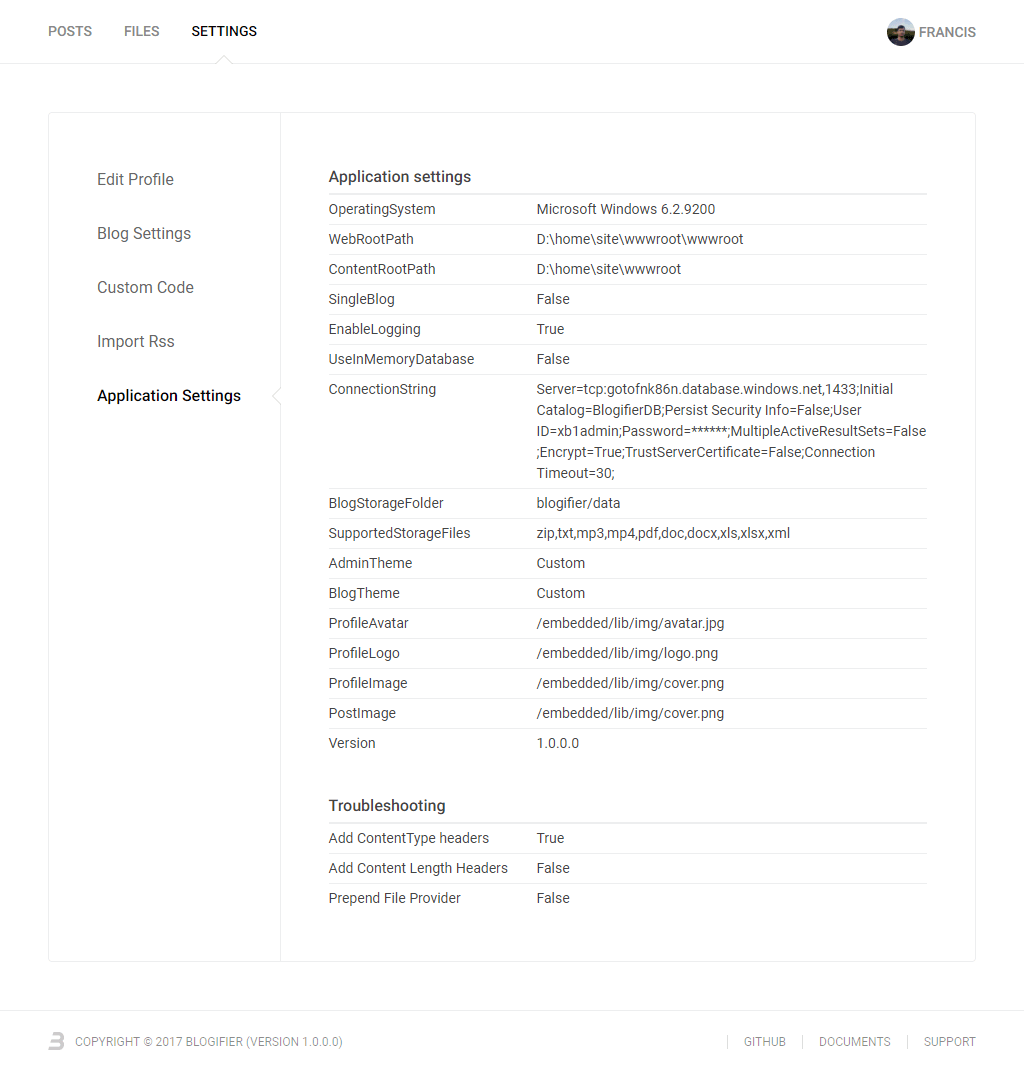 POSTS FILES SETTINGS FRANCIS
Edit Profile
Blog Settings
Custom Code
Import Rss
Application Settings
Application settings
OperatingSystem Microsoft Windows 6.2.9200
WebRootPath D:\home\site\wwwroot\wwwroot
ContentRootPath D:\home\site\wwwroot
SingleBlog False
EnableLogging True
UseInMemoryDatabase False
ConnectionString Server=tcp:gotofnk86n.database.windows.net,1433;Initial
Catalog=BlogifierDB;Persist Security Info=False;User
ID=xb1admin;Password=******;MultipleActiveResultSets=False
;Encrypt=True;TrustServerCertificate=False;Connection
Timeout=30;
BlogStorageFolder blogifier/data
SupportedStorageFiles zip,txt,mp3,mp4,pdf,doc,docx,xls,xlsx,xml
AdminTheme Custom
BlogTheme Custom
ProfileAvatar /embedded/lib/img/avatar.jpg
ProfileLogo /embedded/lib/img/logo.png
ProfileImage /embedded/lib/img/cover.png
PostImage /embedded/lib/img/cover.png
Version 1.0.0.0
Troubleshooting
Add ContentType headers True
Add Content Length Headers False
Prepend File Provider False
COPYRIGHT © 2017 BLOGIFIER (VERSION 1.0.0.0) GITHUB DOCUMENTS SUPPORT